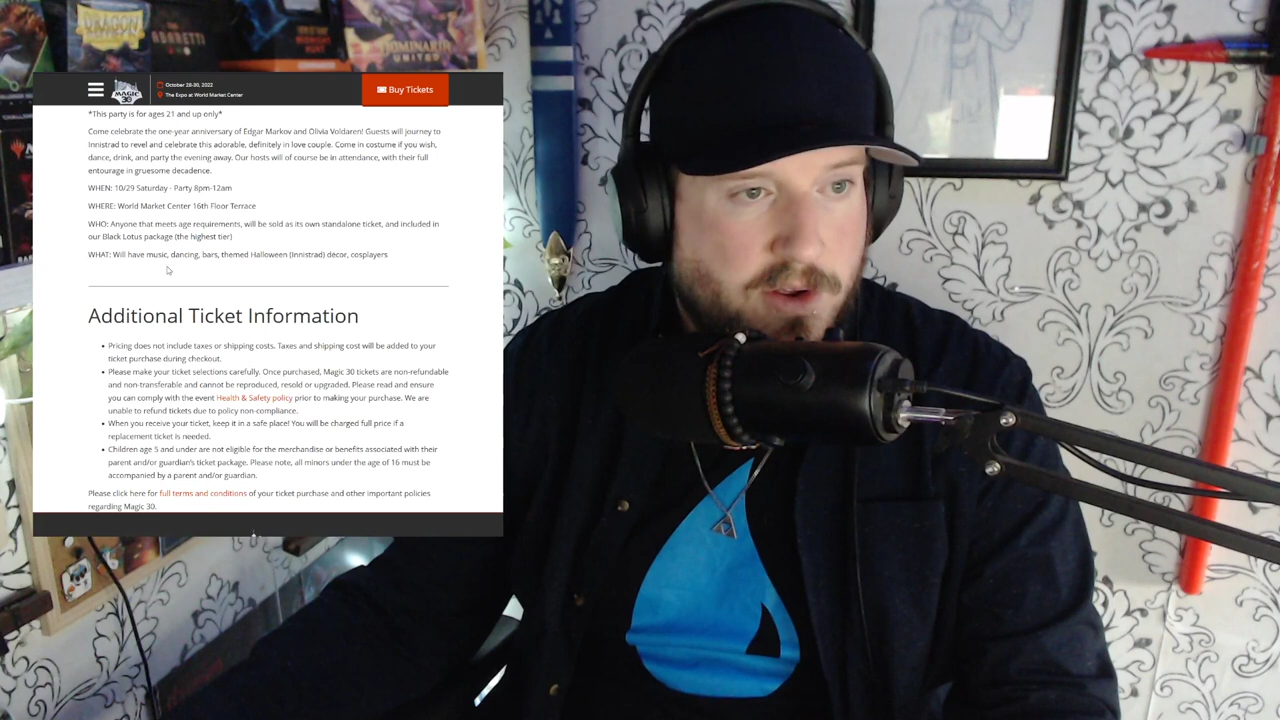 DRAGON
DOMINARIA
UNITED
MAGIC
30
October 28-30, 2022
The Expo at World Market Center
Buy Tickets
*This party is for ages 21 and up only*
Come celebrate the one-year anniversary of Edgar Markov and Olivia Voldaren! Guests will journey to
Innistrad to revel and celebrate this adorable, definitely in love couple. Come in costume if you wish,
dance, drink, and party the evening away. Our hosts will of course be in attendance, with their full
entourage in gruesome decadence.
WHEN: 10/29 Saturday - Party 8pm-12am
WHERE: World Market Center 16th Floor Terrace
WHO: Anyone that meets age requirements, will be sold as its own standalone ticket, and included in
our Black Lotus package (the highest tier)
WHAT: Will have music, dancing, bars, themed Halloween (Innistrad) décor, cosplayers
Additional Ticket Information
• Pricing does not include taxes or shipping costs. Taxes and shipping cost will be added to your
ticket purchase during checkout.
• Please make your ticket selections carefully. Once purchased, Magic 30 tickets are non-refundable
and non-transferable and cannot be reproduced, resold or upgraded. Please read and ensure
you can comply with the event Health & Safety policy prior to making your purchase. We are
unable to refund tickets due to policy non-compliance.
• When you receive your ticket, keep it in a safe place! You will be charged full price if a
replacement ticket is needed.
• Children age 5 and under are not eligible for the merchandise or benefits associated with their
parent and/or guardian's ticket package. Please note, all minors under the age of 16 must be
accompanied by a parent and/or guardian.
Please click here for full terms and conditions of your ticket purchase and other important policies
regarding Magic 30.